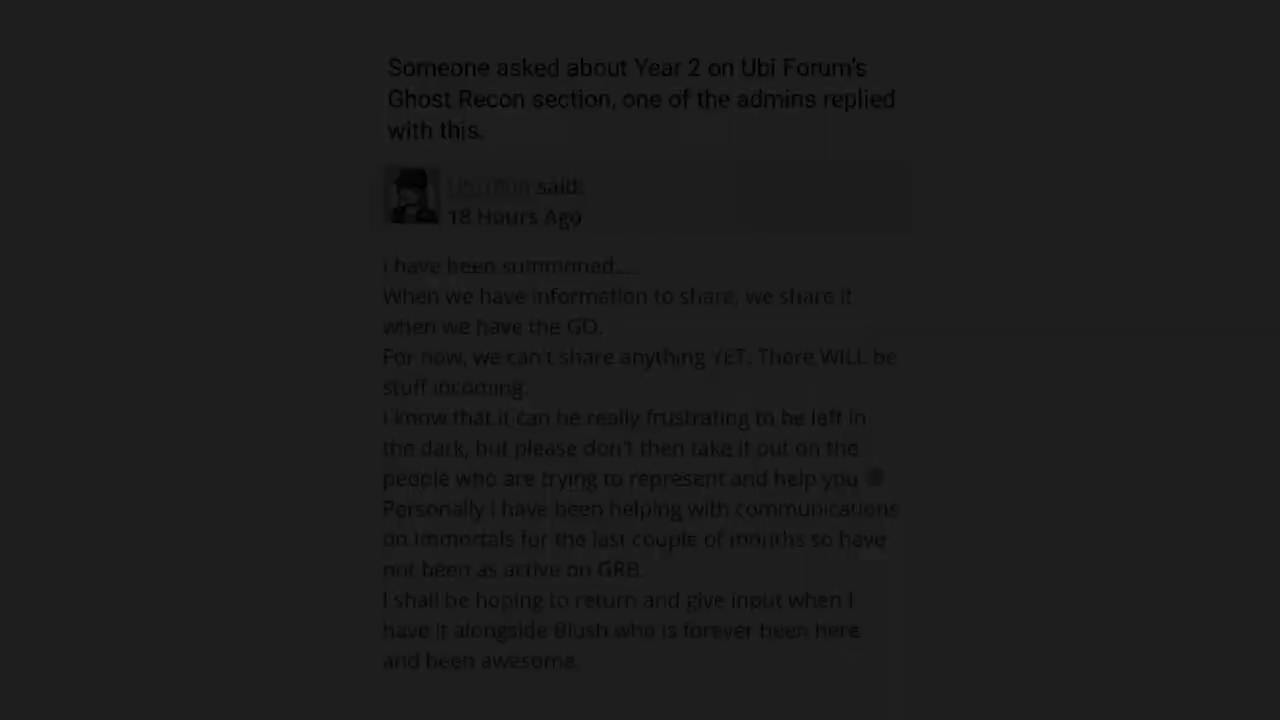 Someone asked about Year 2 on Ubi Forum's
Ghost Recon section, one of the admins replied
with this.
said:
18 Hours Ago
I have been summoned....
When we have information to share, we share it
when we have the GO.
For now, we can't share anything YET. There WILL be
stuff incoming.
I know that it can be really frustrating to be left in
the dark, but please don't then take it out on the
people who are trying to represent and help you
Personally I have been helping with communications
on Immortals for the last couple of months so have
not been as active on GRB.
I shall be hoping to return and give input when I
have it alongside Blush who is forever been here
and been awesome.